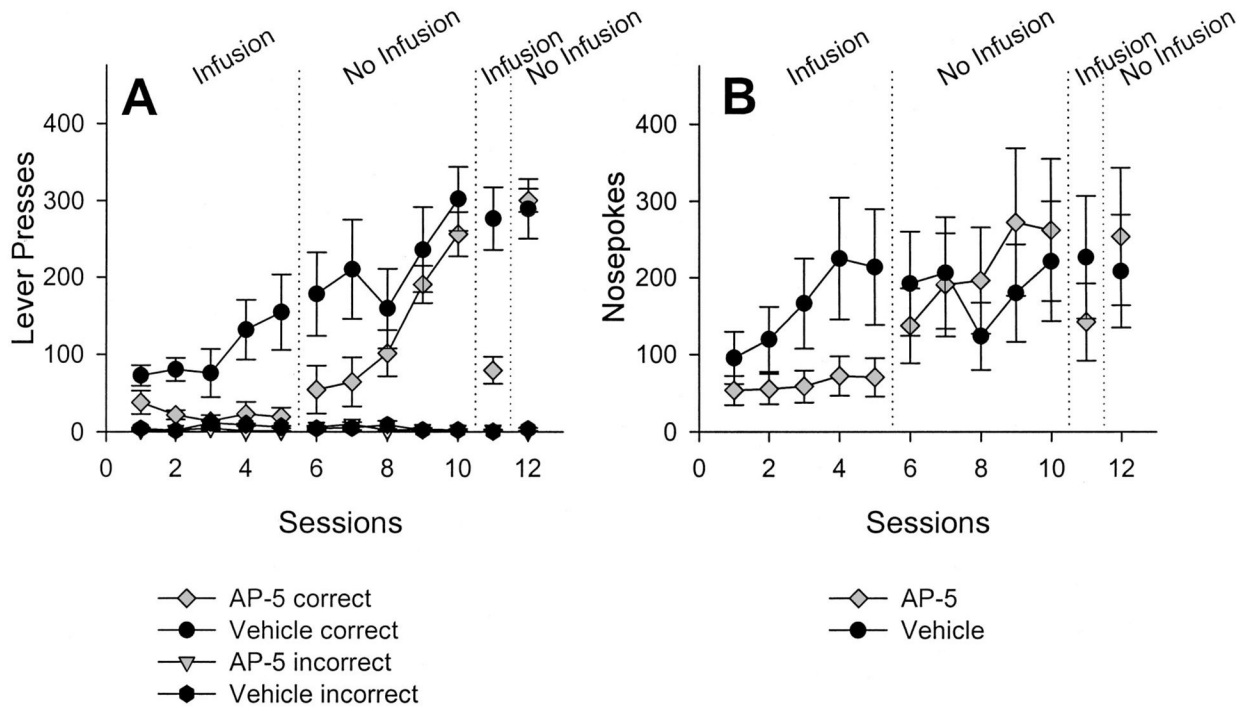 Infusion No Infusion Infusion No Infusion
A
400
300
200
100
0
Lever Presses
0 2 4 6 8 10 12
Sessions
AP-5 correct
Vehicle correct
AP-5 incorrect
Vehicle incorrect
Infusion No Infusion Infusion No Infusion
B
400
300
200
100
0
Nosepokes
0 2 4 6 8 10 12
Sessions
AP-5
Vehicle